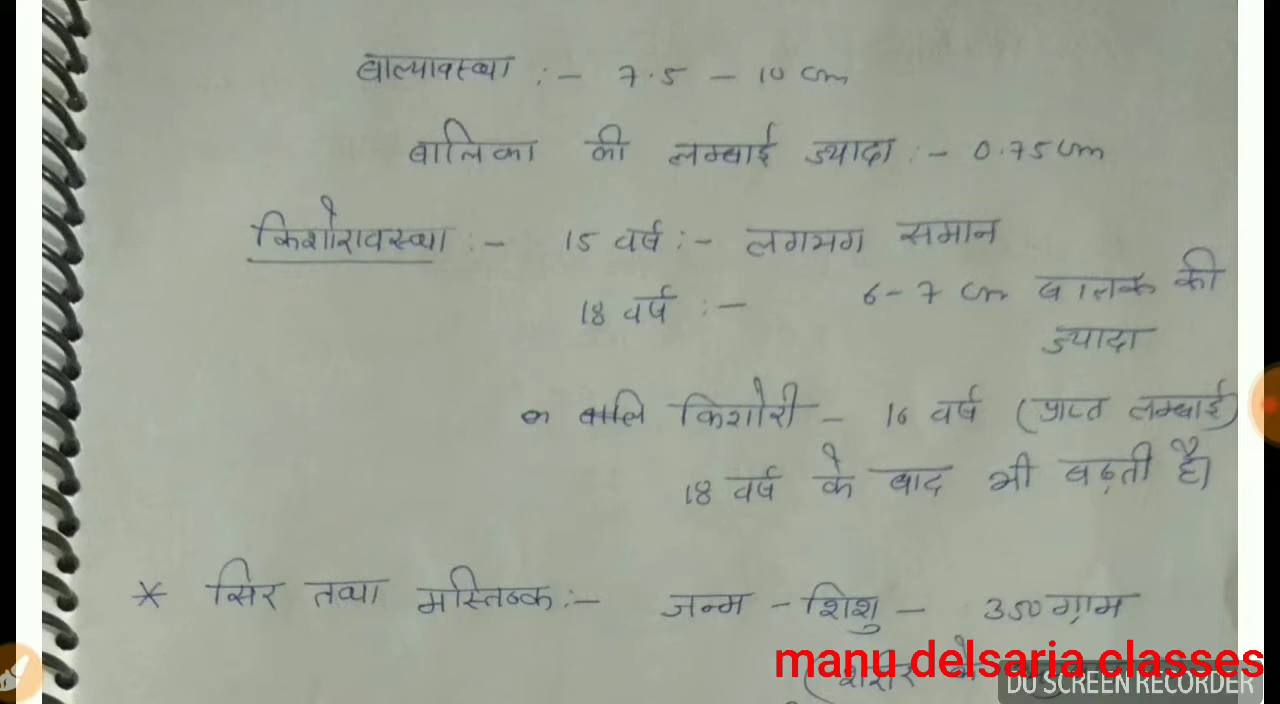 बाल्यावस्था :- 7.5 - 10 cm
बालिका की लम्बाई ज्यादा :- 0.75 cm
किशोरावस्था :- 15 वर्ष :- लगभग समान
18 वर्ष :- 6-7 cm बालक की
ज्यादा
किशोरी - 16 वर्ष (प्राप्त लम्बाई)
18 वर्ष के बाद भी बढ़ती है।
* सिर तथा मस्तिष्क :- जन्म - शिशु - 350 ग्राम
manu delsaria classes
(शरीर के
DU SCREEN RECORDER